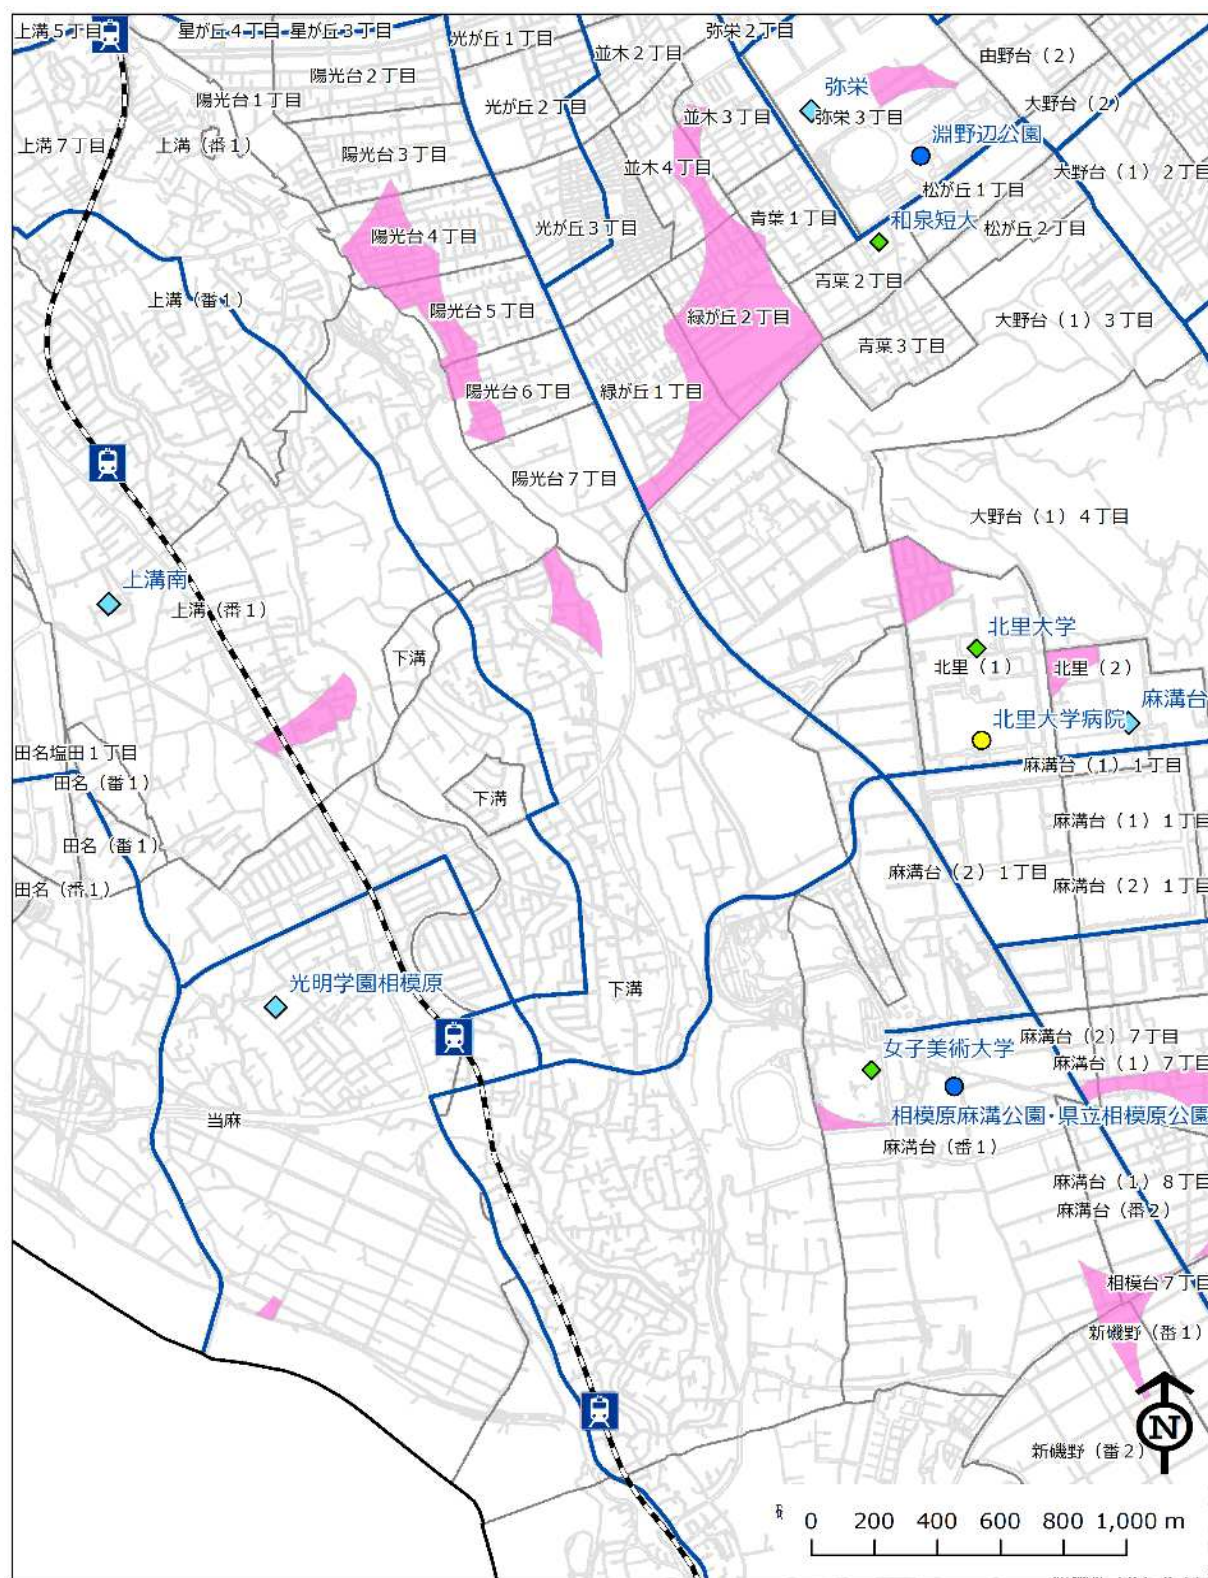 上溝５丁目
星が丘４丁目
星が丘３丁目
光が丘１丁目
並木２丁目
弥栄２丁目
由野台（２）
陽光台２丁目
陽光台１丁目
光が丘２丁目
並木３丁目
弥栄
弥栄３丁目
大野台（２）
淵野辺公園
上溝７丁目
上溝（番１）
陽光台３丁目
並木４丁目
大野台（１）２丁目
松が丘１丁目
陽光台４丁目
光が丘３丁目
青葉１丁目
和泉短大
松が丘２丁目
青葉２丁目
上溝（番１）
陽光台５丁目
緑が丘２丁目
大野台（１）３丁目
青葉３丁目
陽光台６丁目
緑が丘１丁目
陽光台７丁目
大野台（１）４丁目
上溝南
上溝（番１）
北里大学
下溝
北里（１）
北里（２）
麻溝台
北里大学病院
田名塩田１丁目
麻溝台（１）１丁目
田名（番１）
下溝
麻溝台（１）１丁目
田名（番１）
麻溝台（２）１丁目
麻溝台（２）１丁目
田名（番１）
光明学園相模原
下溝
麻溝台（２）７丁目
女子美術大学
麻溝台（１）７丁目
当麻
相模原麻溝公園・県立相模原公園
麻溝台（番１）
麻溝台（１）８丁目
麻溝台（番２）
相模台７丁目
新磯野（番１）
N
新磯野（番２）
0 200 400 600 800 1,000 m